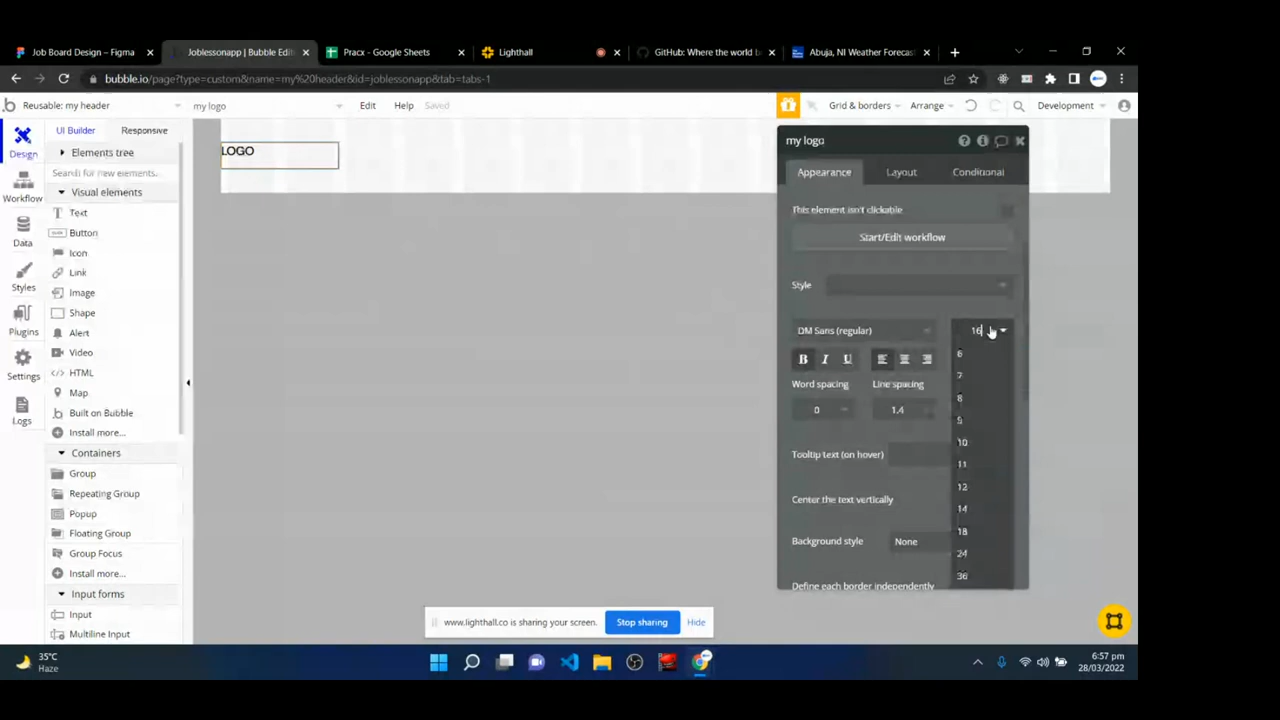 Job Board Design – Figma
Joblessonapp | Bubble Edit
Pracx - Google Sheets
Lighthall
GitHub: Where the world b
Abuja, NI Weather Forecas
bubble.io/page?type=custom&name=my%20header&id=joblessonapp&tab=tabs-1
Reusable: my header
my logo
Edit
Help
Saved
Grid & borders
Arrange
Development
UI Builder
Responsive
Design
Workflow
Data
Styles
Plugins
Settings
Logs
Elements tree
Search for new elements...
Visual elements
Text
Button
Icon
Link
Image
Shape
Alert
Video
HTML
Map
Built on Bubble
Install more...
Containers
Group
Repeating Group
Popup
Floating Group
Group Focus
Install more...
Input forms
Input
Multiline Input
LOGO
my logo
Appearance
Layout
Conditional
This element isn't clickable
Start/Edit workflow
Style
DM Sans (regular)
16
B I U
Word spacing
Line spacing
0
1.4
Tooltip text (on hover)
Center the text vertically
Background style
None
Define each border independently
6
7
8
9
10
11
12
14
18
24
36
www.lighthall.co is sharing your screen.
Stop sharing
Hide
35°C
Haze
6:57 pm
28/03/2022